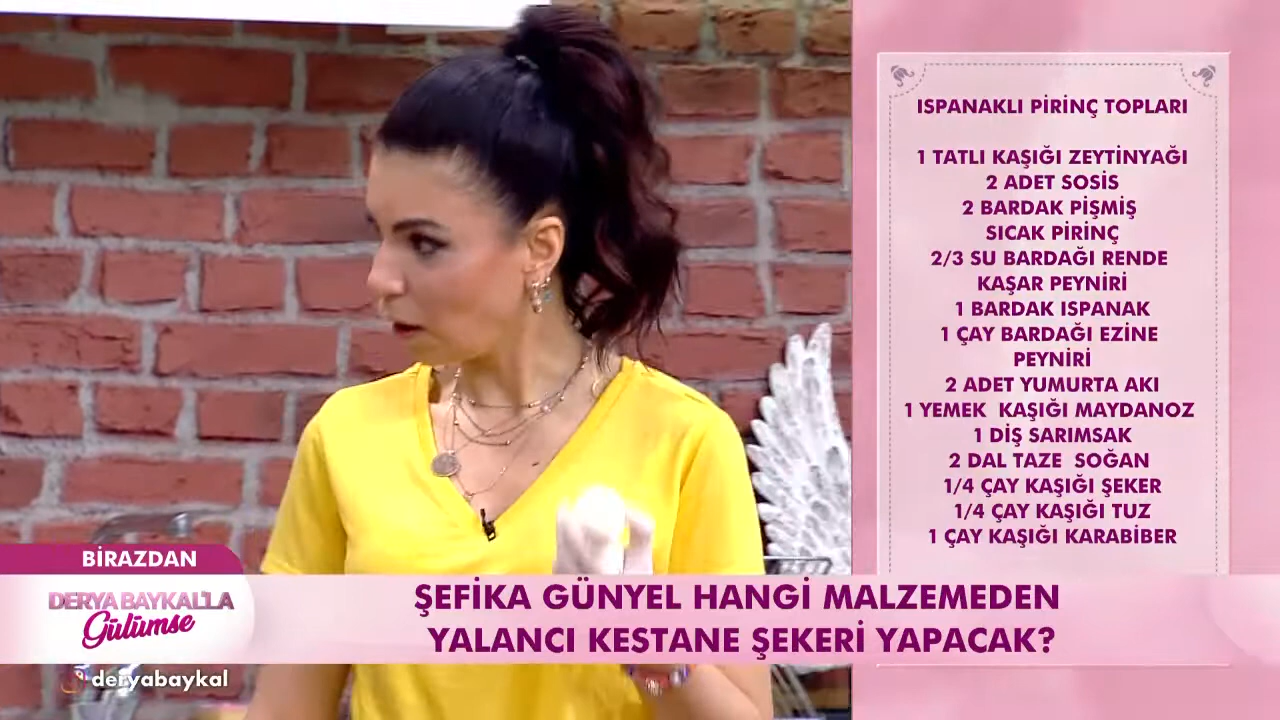 ISPANAKLI PİRİNÇ TOPLARI
1 TATLI KAŞIĞI ZEYTİNYAĞI
2 ADET SOSİS
2 BARDAK PİŞMİŞ
SICAK PİRİNÇ
2/3 SU BARDAĞI RENDE
KAŞAR PEYNİRİ
1 BARDAK ISPANAK
1 ÇAY BARDAĞI EZİNE
PEYNİRİ
2 ADET YUMURTA AKI
1 YEMEK KAŞIĞI MAYDANOZ
1 DİŞ SARIMSAK
2 DAL TAZE SOĞAN
1/4 ÇAY KAŞIĞI ŞEKER
1/4 ÇAY KAŞIĞI TUZ
1 ÇAY KAŞIĞI KARABİBER
BİRAZDAN
DERYA BAYKAL'LA
Gülümse
ŞEFİKA GÜNYEL HANGİ MALZEMEDEN
YALANCI KESTANE ŞEKERİ YAPACAK?
deryabaykal